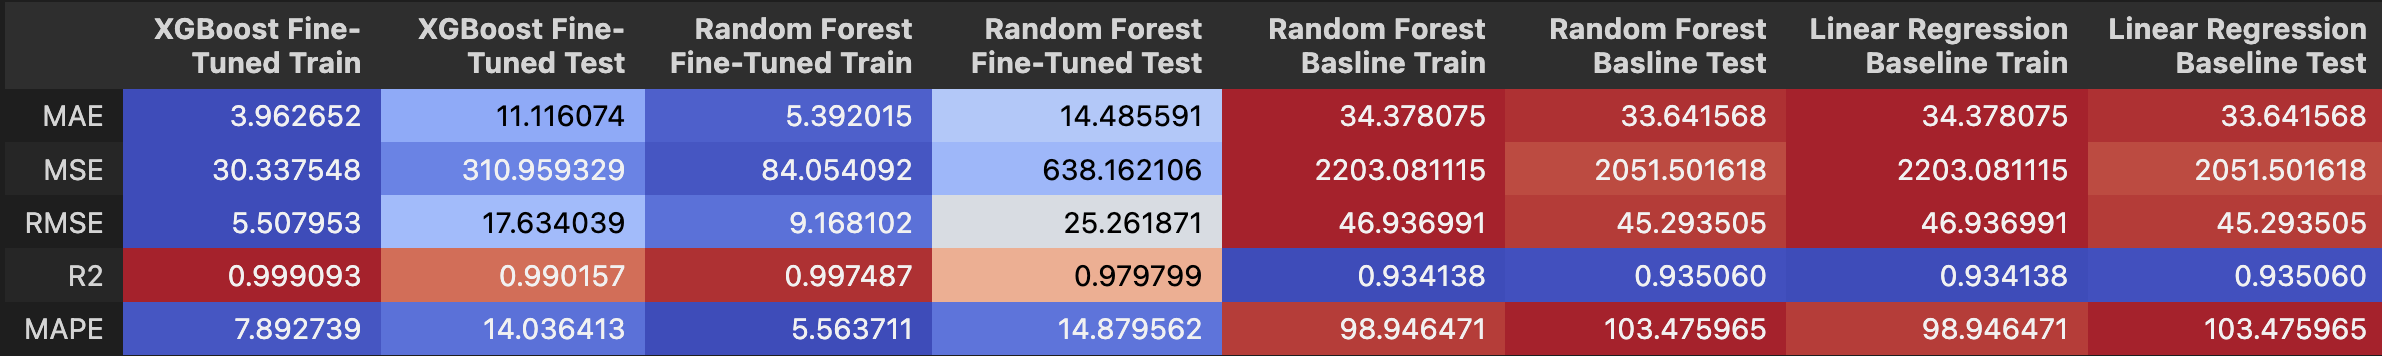 XGBoost Fine-Tuned Train XGBoost Fine-Tuned Test Random Forest Fine-Tuned Train Random Forest Fine-Tuned Test Random Forest Basline Train Random Forest Basline Test Linear Regression Baseline Train Linear Regression Baseline Test
MAE 3.962652 11.116074 5.392015 14.485591 34.378075 33.641568 34.378075 33.641568
MSE 30.337548 310.959329 84.054092 638.162106 2203.081115 2051.501618 2203.081115 2051.501618
RMSE 5.507953 17.634039 9.168102 25.261871 46.936991 45.293505 46.936991 45.293505
R2 0.999093 0.990157 0.997487 0.979799 0.934138 0.935060 0.934138 0.935060
MAPE 7.892739 14.036413 5.563711 14.879562 98.946471 103.475965 98.946471 103.475965